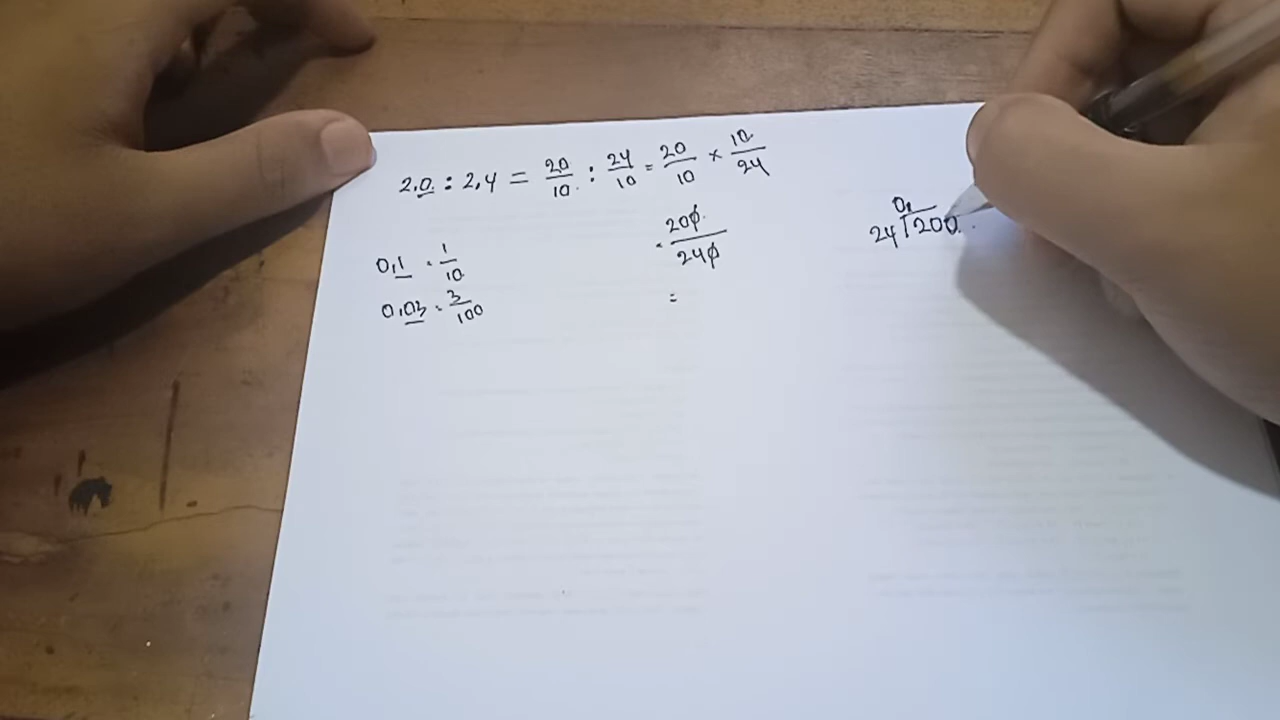 2,0 : 2,4 = 20/10 : 24/10 = 20/10 × 10/24
0,1 = 1/10
0,03 = 3/100
= 200/240
=
0,
24 √200